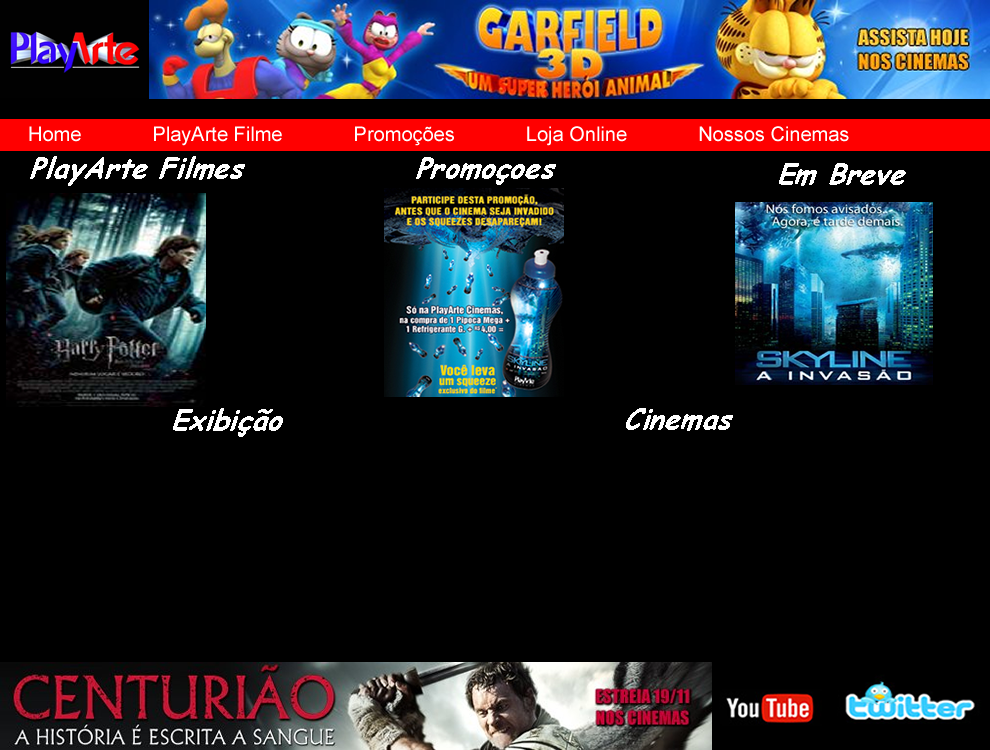 PlayArte
GARFIELD
3D
UM SUPER HERÓI ANIMAL
ASSISTA HOJE
NOS CINEMAS
Home PlayArte Filme Promoções Loja Online Nossos Cinemas
PlayArte Filmes
Promoçoes
Em Breve
Harry Potter
NENHUM LUGAR É SEGURO
PARTICIPE DESTA PROMOÇÃO,
ANTES QUE O CINEMA SEJA INVADIDO
E OS SQUEEZES DESAPAREÇAM!
Só na PlayArte Cinemas,
na compra de 1 Pipoca Mega +
1 Refrigerante G. + R$ 4,00 =
Você leva
um squeeze
exclusivo do filme*
PlayArte
Nós fomos avisados...
Agora, é tarde demais.
SKYLINE
A INVASÃO
Exibição
Cinemas
CENTURIÃO
A HISTÓRIA É ESCRITA A SANGUE
ESTREIA 19/11
NOS CINEMAS
YouTube
twitter